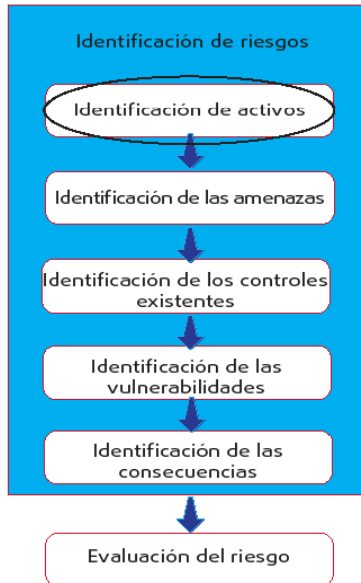 Identificación de riesgos
Identificación de activos
Identificación de las amenazas
Identificación de los controles
existentes
Identificación de las
vulnerabilidades
Identificación de las
consecuencias
Evaluación del riesgo